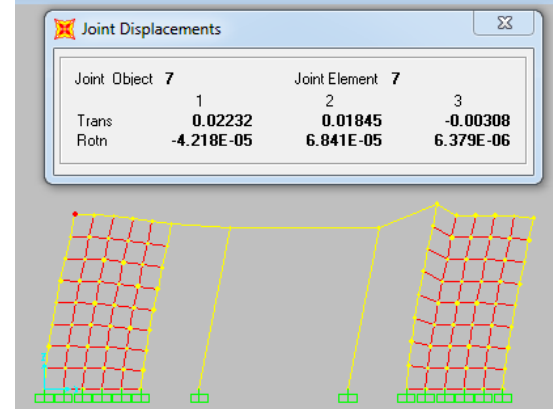 Joint Displacements
Joint Object 7 Joint Element 7
1 2 3
Trans 0.02232 0.01845 -0.00308
Rotn -4.218E-05 6.841E-05 6.379E-06